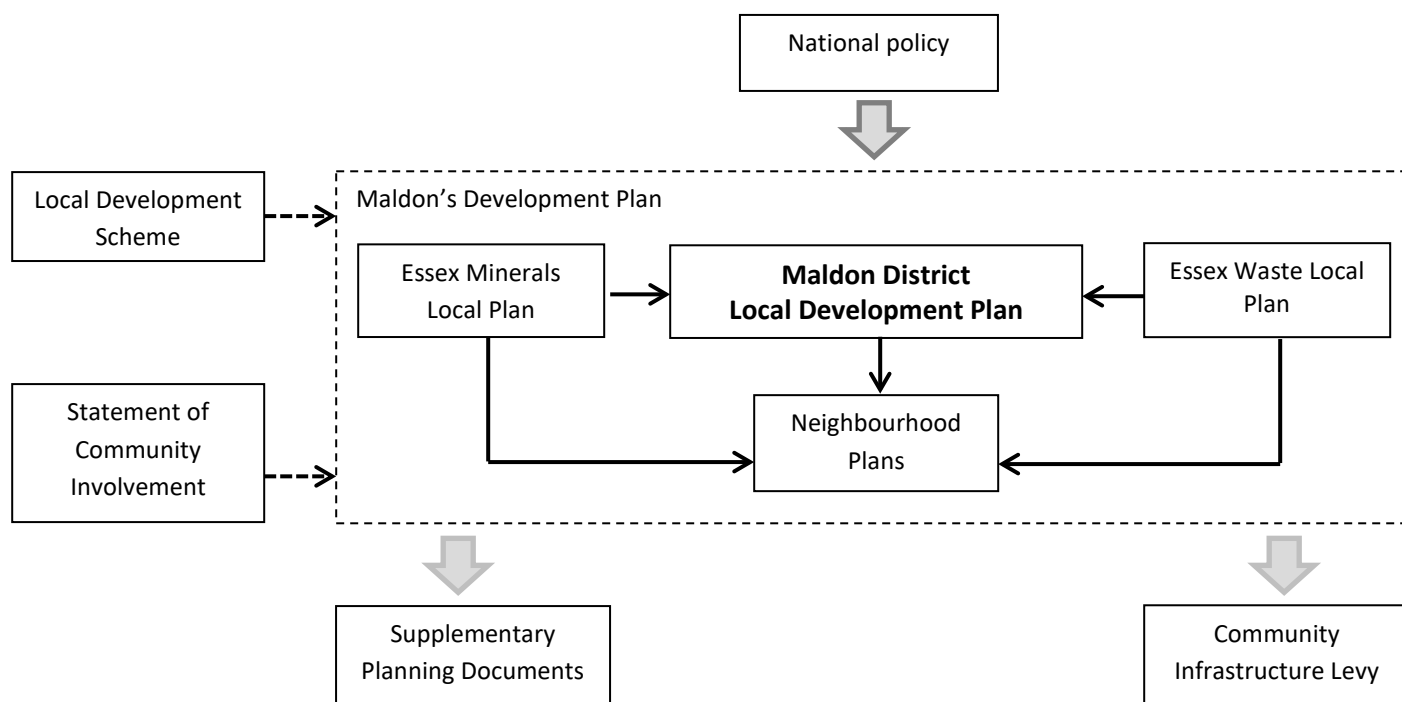 National policy
Local Development
Scheme
Maldon’s Development Plan
Essex Minerals
Local Plan
Maldon District
Local Development Plan
Essex Waste Local
Plan
Statement of
Community
Involvement
Neighbourhood
Plans
Supplementary
Planning Documents
Community
Infrastructure Levy